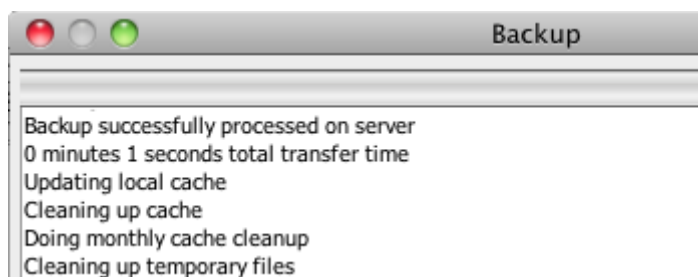 Backup
Backup successfully processed on server
0 minutes 1 seconds total transfer time
Updating local cache
Cleaning up cache
Doing monthly cache cleanup
Cleaning up temporary files